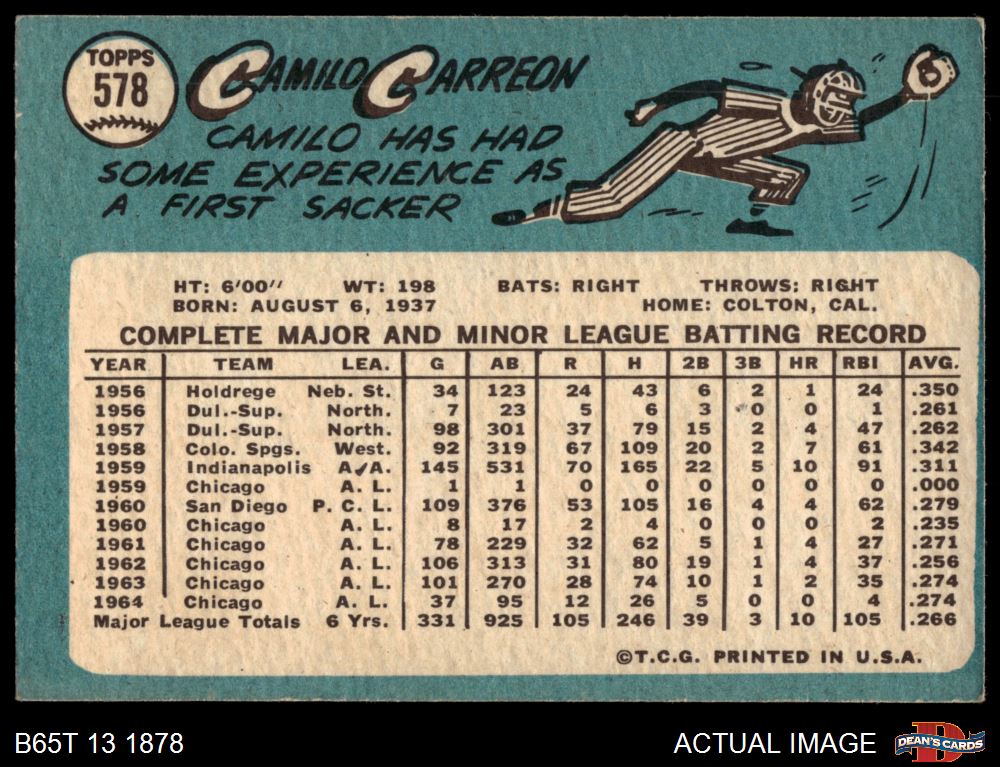 TOPPS
578
CAMILO CARREON
CAMILO HAS HAD
SOME EXPERIENCE AS
A FIRST SACKER
HT: 6'00" WT: 198 BATS: RIGHT THROWS: RIGHT
BORN: AUGUST 6, 1937 HOME: COLTON, CAL.
COMPLETE MAJOR AND MINOR LEAGUE BATTING RECORD
YEAR TEAM LEA. G AB R H 2B 3B HR RBI AVG.
1956 Holdrege Neb. St. 34 123 24 43 6 2 1 24 .350
1956 Dul.-Sup. North. 7 23 5 6 3 0 0 1 .261
1957 Dul.-Sup. North. 98 301 37 79 15 2 4 47 .262
1958 Colo. Spgs. West. 92 319 67 109 20 2 7 61 .342
1959 Indianapolis A.A. 145 531 70 165 22 5 10 91 .311
1959 Chicago A. L. 1 1 0 0 0 0 0 0 .000
1960 San Diego P. C. L. 109 376 53 105 16 4 4 62 .279
1960 Chicago A. L. 8 17 2 4 0 0 0 2 .235
1961 Chicago A. L. 78 229 32 62 5 1 4 27 .271
1962 Chicago A. L. 106 313 31 80 19 1 4 37 .256
1963 Chicago A. L. 101 270 28 74 10 1 2 35 .274
1964 Chicago A. L. 37 95 12 26 5 0 0 4 .274
Major League Totals 6 Yrs. 331 925 105 246 39 3 10 105 .266
©T.C.G. PRINTED IN U.S.A.
B65T 13 1878 ACTUAL IMAGE DEAN'S CARDS